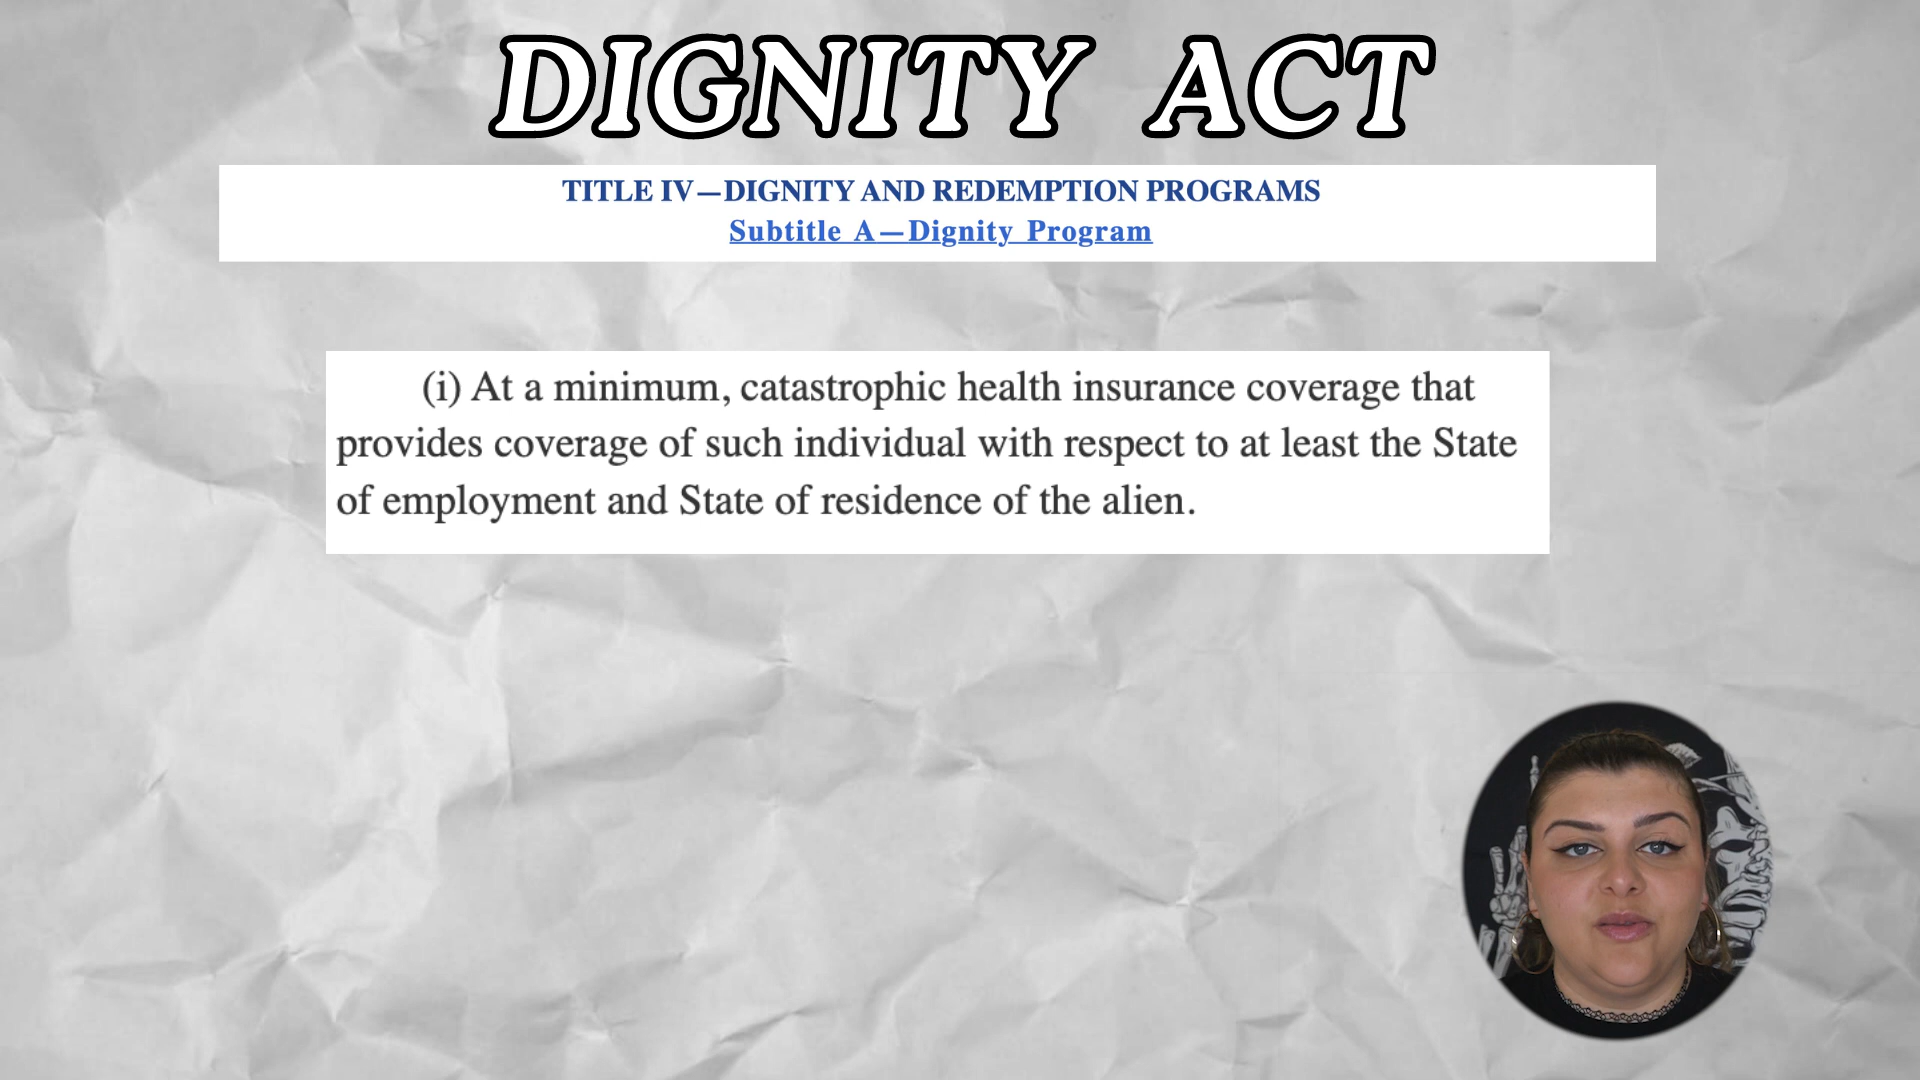 DIGNITY ACT
TITLE IV—DIGNITY AND REDEMPTION PROGRAMS
Subtitle A—Dignity Program
(i) At a minimum, catastrophic health insurance coverage that
provides coverage of such individual with respect to at least the State
of employment and State of residence of the alien.